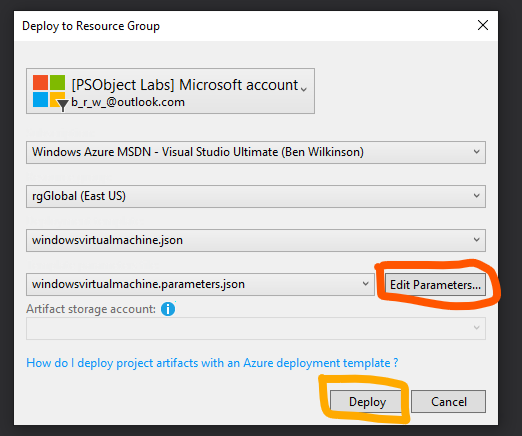 Deploy to Resource Group
[PSObject Labs] Microsoft account
b_r_w_@outlook.com
Windows Azure MSDN - Visual Studio Ultimate (Ben Wilkinson)
rgGlobal (East US)
windowsvirtualmachine.json
windowsvirtualmachine.parameters.json
Edit Parameters...
Artifact storage account:
How do I deploy project artifacts with an Azure deployment template ?
Deploy
Cancel